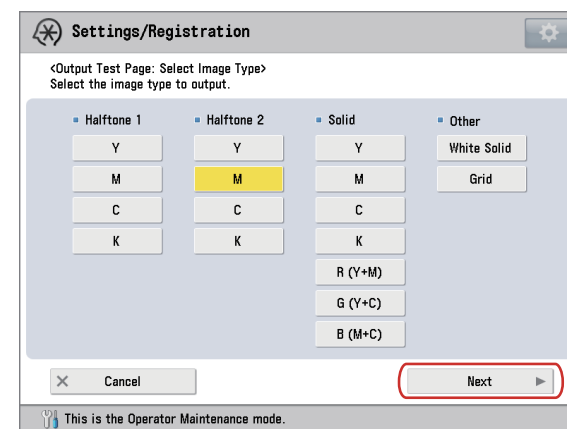 Settings/Registration
<Output Test Page: Select Image Type>
Select the image type to output.
Halftone 1
Halftone 2
Solid
Other
Y
Y
Y
White Solid
M
M
M
Grid
C
C
C
K
K
K
R (Y+M)
G (Y+C)
B (M+C)
Cancel
Next
This is the Operator Maintenance mode.